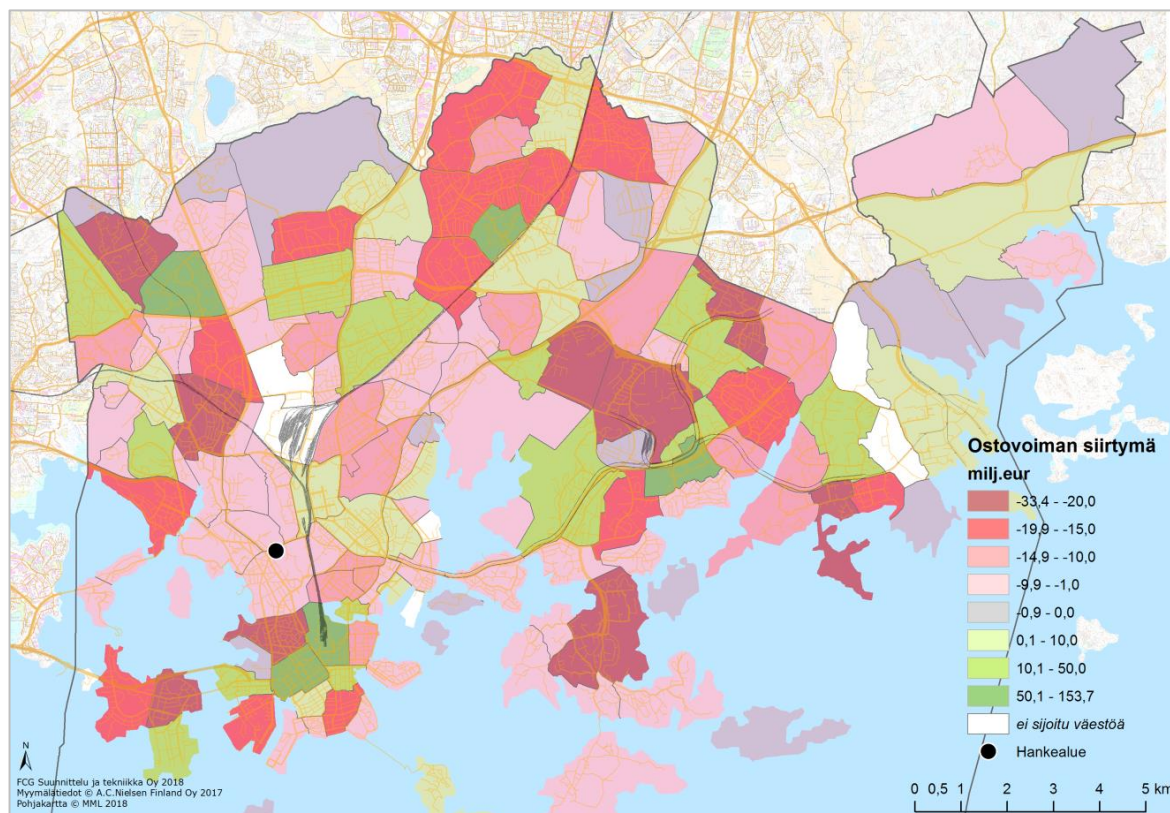 Ostovoiman siirtymä
milj.eur
-33,4 - -20,0
-19,9 - -15,0
-14,9 - -10,0
-9,9 - -1,0
-0,9 - 0,0
0,1 - 10,0
10,1 - 50,0
50,1 - 153,7
ei sijoitu väestöä
Hankealue
N
FCG Suunnittelu ja tekniikka Oy 2018
Myymälätiedot © A.C.Nielsen Finland Oy 2017
Pohjakartta © MML 2018
0 0,5 1 2 3 4 5 km